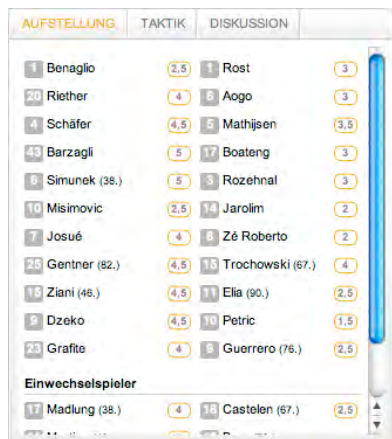 AUFSTELLUNG TAKTIK DISKUSSION
1 Benaglio 2,5 1 Rost 3
20 Riether 4 6 Aogo 3
4 Schäfer 4,5 5 Mathijsen 3,5
43 Barzagli 5 17 Boateng 3
6 Simunek (38.) 5 3 Rozehnal 3
10 Misimovic 2,5 14 Jarolim 2
7 Josué 4 8 Zé Roberto 2
25 Gentner (82.) 4,5 15 Trochowski (67.) 4
15 Ziani (46.) 4,5 11 Elia (90.) 2,5
9 Dzeko 4,5 10 Petric 1,5
23 Grafite 4 9 Guerrero (76.) 2,5
Einwechselspieler
17 Madlung (38.) 4 18 Castelen (67.) 2,5